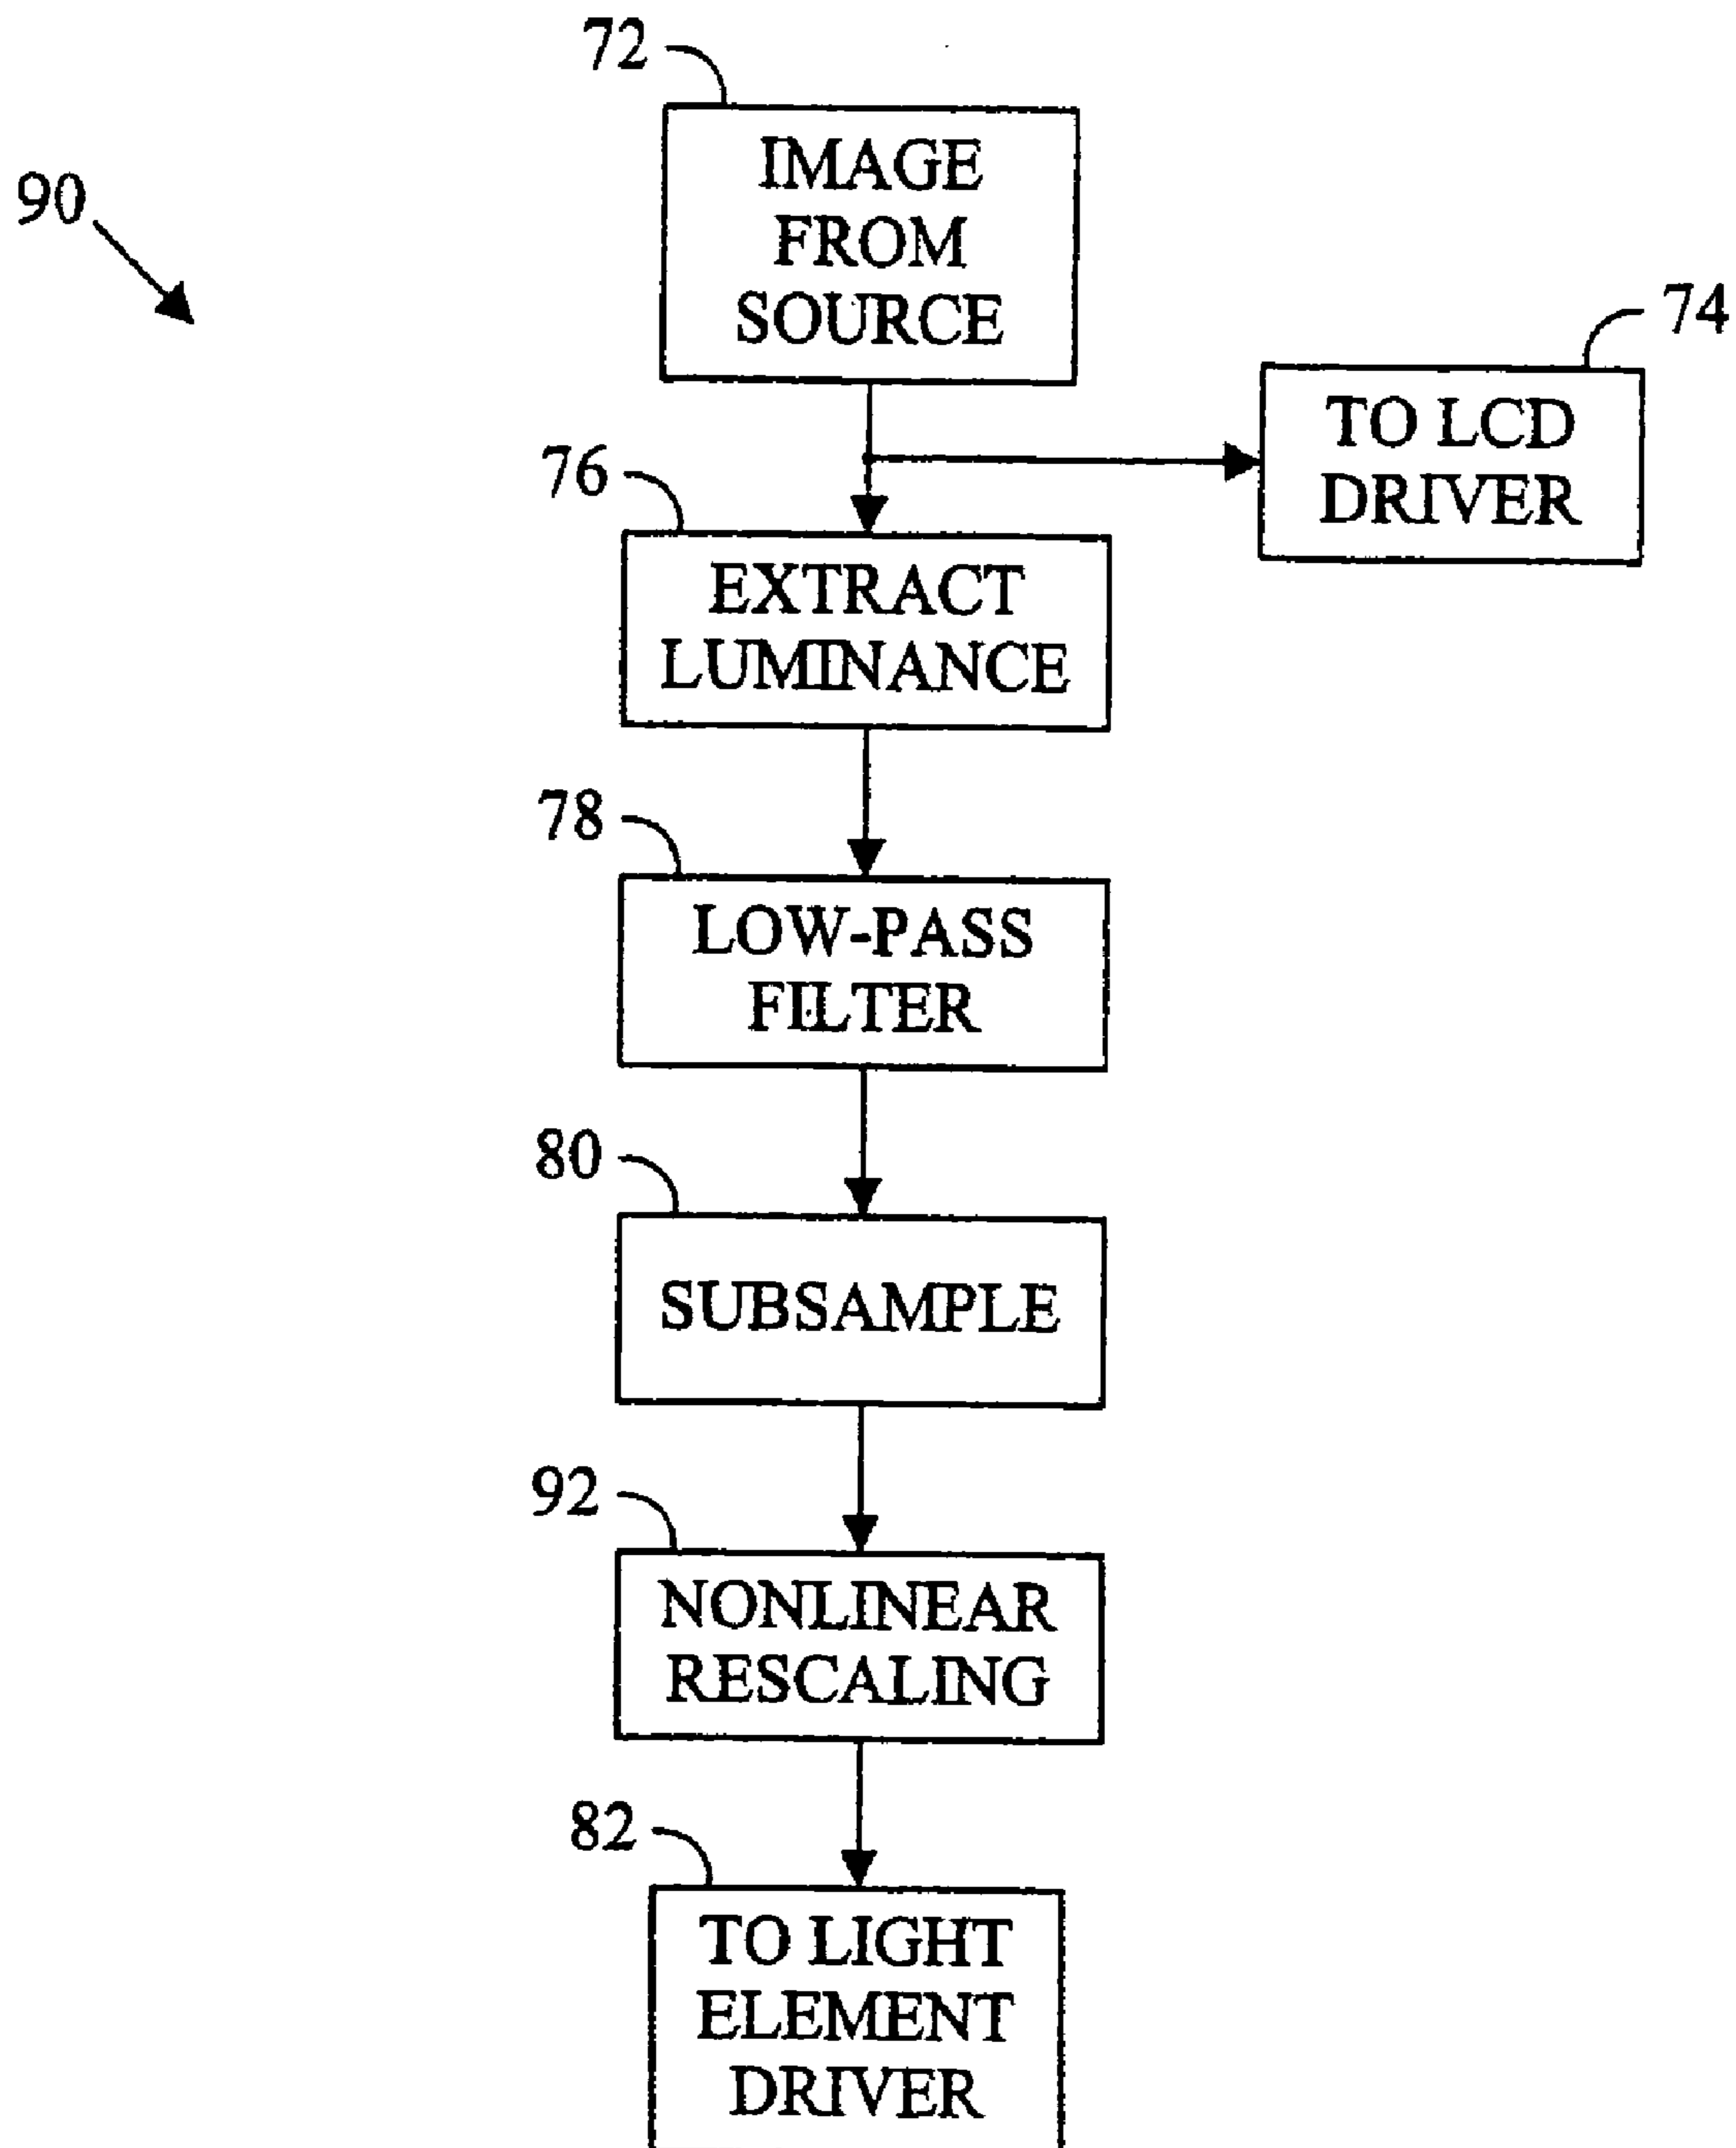 72
IMAGE
FROM
SOURCE
90
74
TO LCD
DRIVER
76
EXTRACT
LUMINANCE
78
LOW-PASS
FILTER
80
SUBSAMPLE
92
NONLINEAR
RESCALING
82
TO LIGHT
ELEMENT
DRIVER